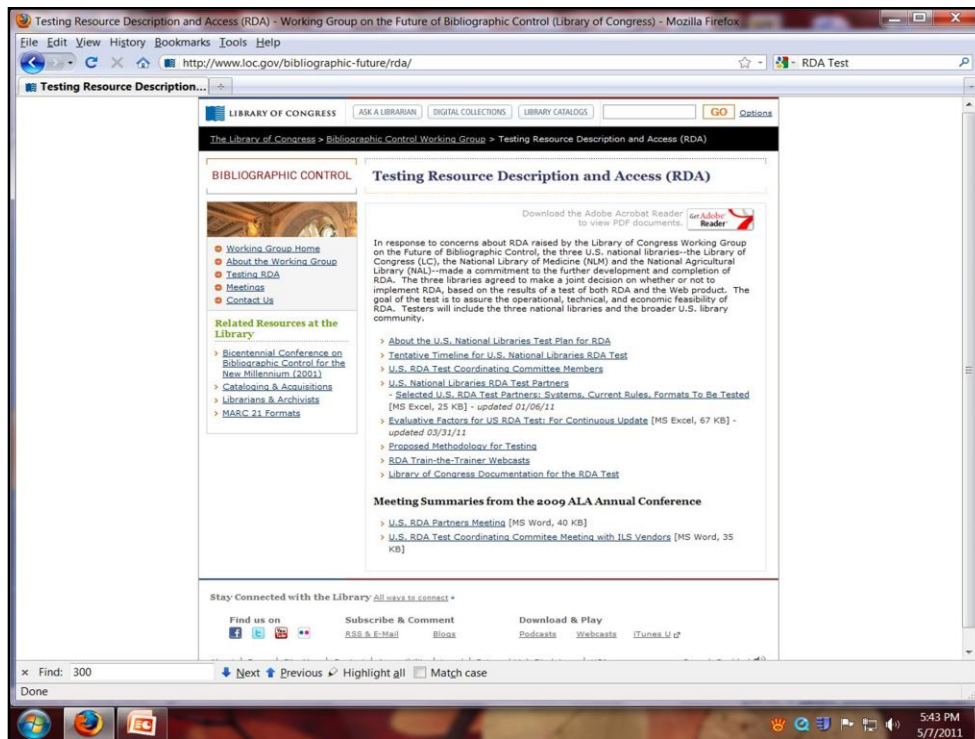 Testing Resource Description and Access (RDA) - Working Group on the Future of Bibliographic Control (Library of Congress) - Mozilla Firefox
File Edit View History Bookmarks Tools Help
http://www.loc.gov/bibliographic-future/rda/
RDA Test
Testing Resource Description...
LIBRARY OF CONGRESS
ASK A LIBRARIAN
DIGITAL COLLECTIONS
LIBRARY CATALOGS
GO
Options
The Library of Congress > Bibliographic Control Working Group > Testing Resource Description and Access (RDA)
BIBLIOGRAPHIC CONTROL
Working Group Home
About the Working Group
Testing RDA
Meetings
Contact Us
Related Resources at the
Library
Bicentennial Conference on
Bibliographic Control for the
New Millennium (2001)
Cataloging & Acquisitions
Librarians & Archivists
MARC 21 Formats
Testing Resource Description and Access (RDA)
Download the Adobe Acrobat Reader
to view PDF documents.
Get Adobe
Reader
In response to concerns about RDA raised by the Library of Congress Working Group
on the Future of Bibliographic Control, the three U.S. national libraries--the Library of
Congress (LC), the National Library of Medicine (NLM) and the National Agricultural
Library (NAL)--made a commitment to the further development and completion of
RDA. The three libraries agreed to make a joint decision on whether or not to
implement RDA, based on the results of a test of both RDA and the Web product. The
goal of the test is to assure the operational, technical, and economic feasibility of
RDA. Testers will include the three national libraries and the broader U.S. library
community.
About the U.S. National Libraries Test Plan for RDA
Tentative Timeline for U.S. National Libraries RDA Test
U.S. RDA Test Coordinating Committee Members
U.S. National Libraries RDA Test Partners
- Selected U.S. RDA Test Partners: Systems, Current Rules, Formats To Be Tested
[MS Excel, 25 KB] - updated 01/06/11
Evaluative Factors for US RDA Test: For Continuous Update [MS Excel, 67 KB] -
updated 03/31/11
Proposed Methodology for Testing
RDA Train-the-Trainer Webcasts
Library of Congress Documentation for the RDA Test
Meeting Summaries from the 2009 ALA Annual Conference
U.S. RDA Partners Meeting [MS Word, 40 KB]
U.S. RDA Test Coordinating Commitee Meeting with ILS Vendors [MS Word, 35
KB]
Stay Connected with the Library All ways to connect »
Find us on
Subscribe & Comment
RSS & E-Mail
Blogs
Download & Play
Podcasts
Webcasts
iTunes U
× Find: 300
Next Previous Highlight all Match case
Done
5:43 PM
5/7/2011